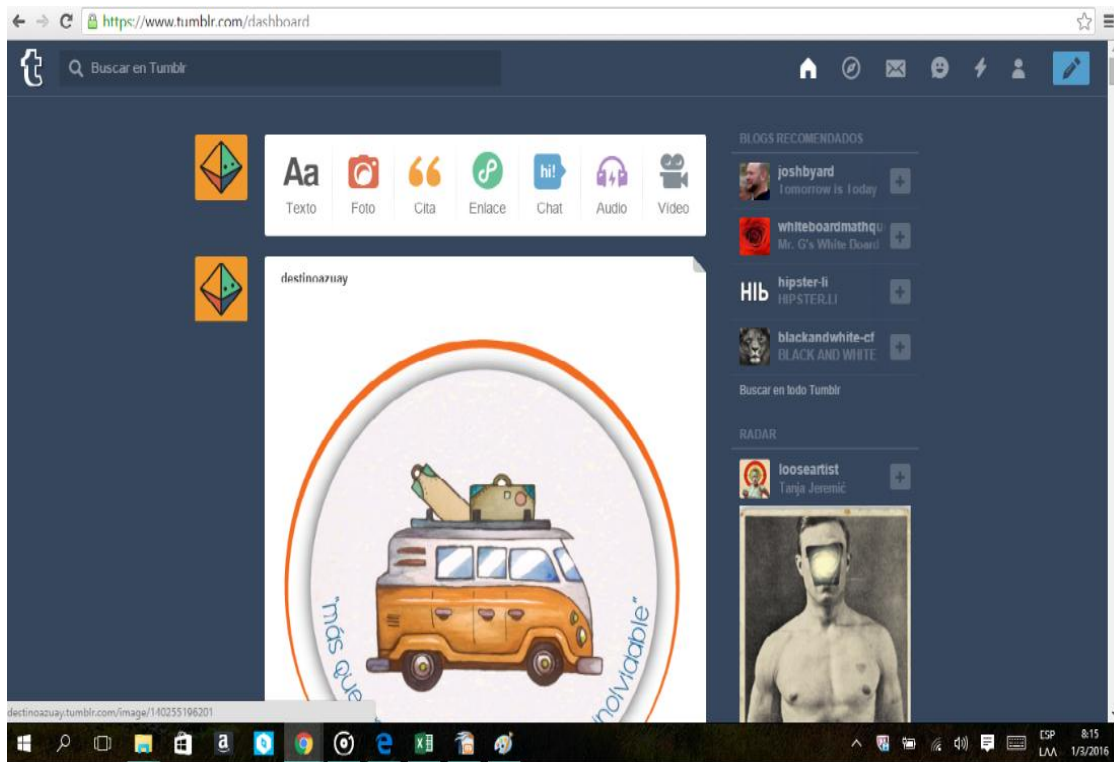 https://www.tumblr.com/dashboard
Buscar en Tumblr
Aa
hi!
Texto
Foto
Cita
Enlace
Chat
Audio
Vídeo
destinoazuay
"más que
inolvidable"
BLOGS RECOMENDADOS
joshbyard
Tomorrow is Today
whiteboardmathqu
Mr. G's White Board
HIЬ
hipster-li
HIPSTER.LI
blackandwhite-cf
BLACK AND WHITE
Buscar en todo Tumblr
RADAR
looseartist
Tanja Jeremić
destinoazuay.tumblr.com/image/140255196201
ESP
LAA
8:15
1/3/2016